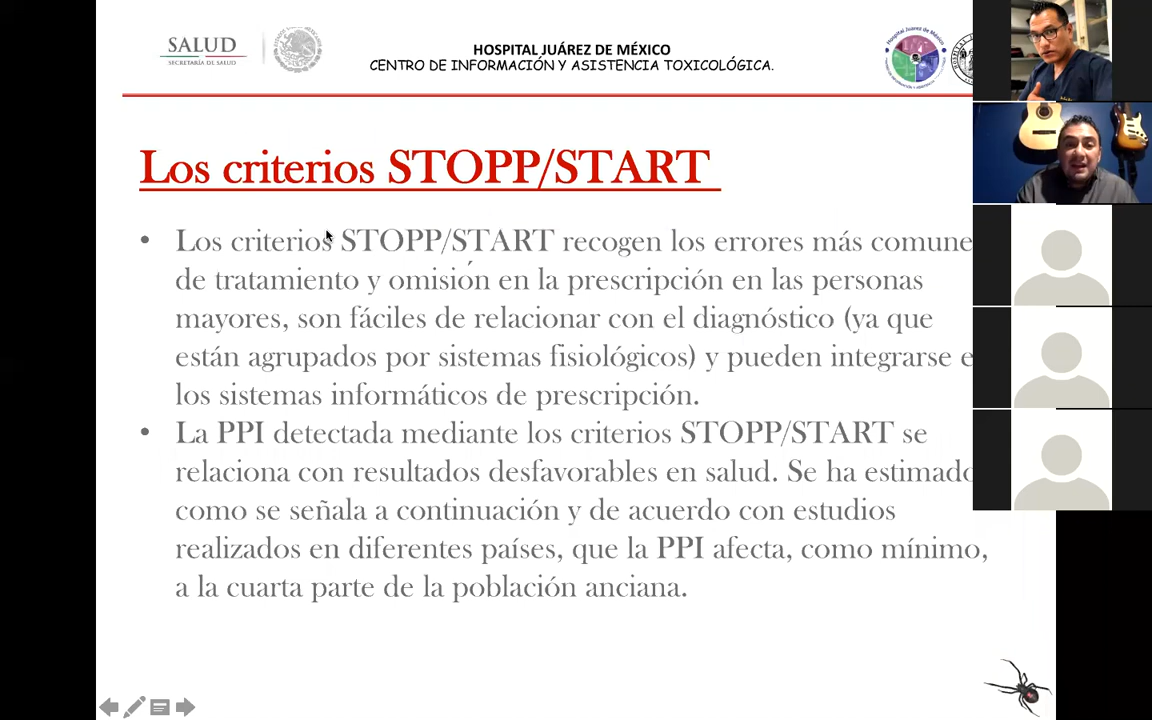 SALUD
SECRETARÍA DE SALUD
HOSPITAL JUÁREZ DE MÉXICO
CENTRO DE INFORMACIÓN Y ASISTENCIA TOXICOLÓGICA.
Los criterios STOPP/START
• Los criterios STOPP/START recogen los errores más comune
de tratamiento y omisión en la prescripción en las personas
mayores, son fáciles de relacionar con el diagnóstico (ya que
están agrupados por sistemas fisiológicos) y pueden integrarse e
los sistemas informáticos de prescripción.
• La PPI detectada mediante los criterios STOPP/START se
relaciona con resultados desfavorables en salud. Se ha estimado
como se señala a continuación y de acuerdo con estudios
realizados en diferentes países, que la PPI afecta, como mínimo,
a la cuarta parte de la población anciana.